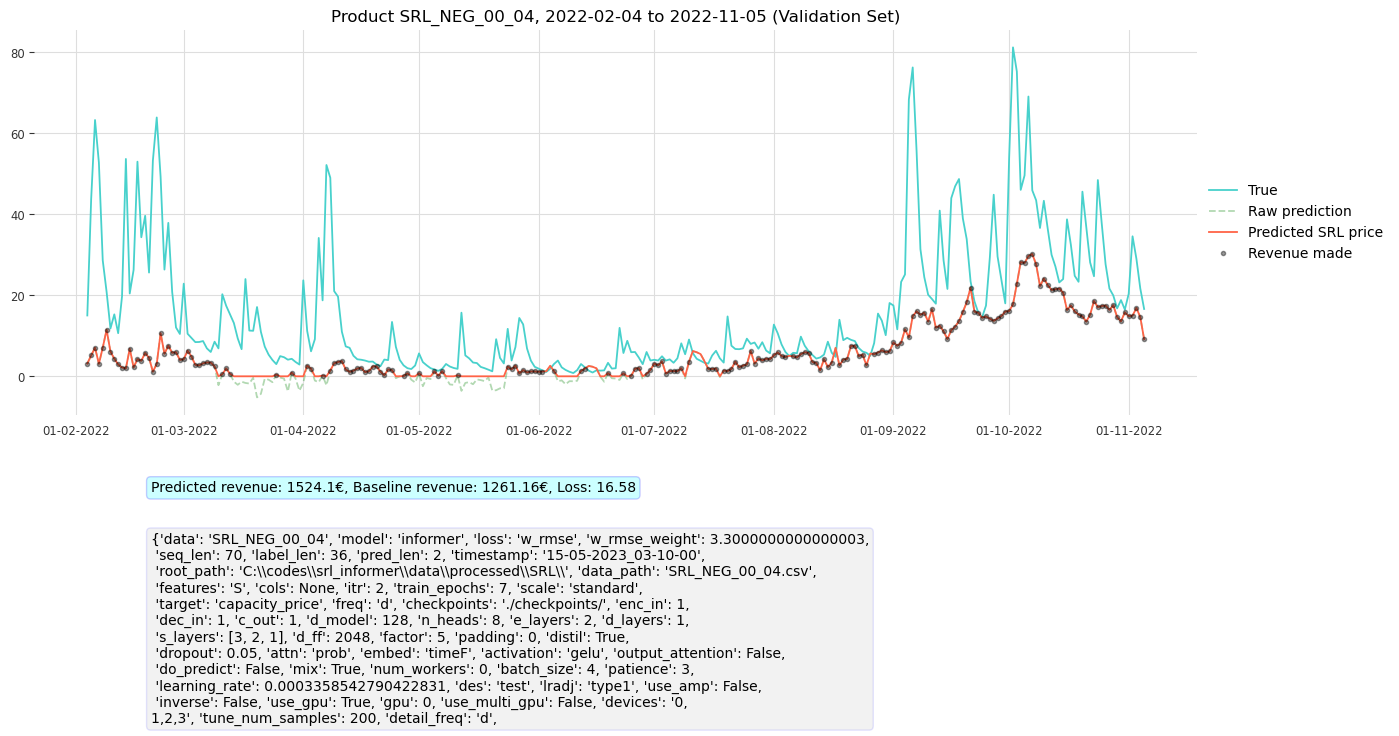 Product SRL_NEG_00_04, 2022-02-04 to 2022-11-05 (Validation Set)
80
60
40
20
0
01-02-2022 01-03-2022 01-04-2022 01-05-2022 01-06-2022 01-07-2022 01-08-2022 01-09-2022 01-10-2022 01-11-2022
True
Raw prediction
Predicted SRL price
Revenue made
Predicted revenue: 1524.1€, Baseline revenue: 1261.16€, Loss: 16.58
{'data': 'SRL_NEG_00_04', 'model': 'informer', 'loss': 'w_rmse', 'w_rmse_weight': 3.3000000000000003,
'seq_len': 70, 'label_len': 36, 'pred_len': 2, 'timestamp': '15-05-2023_03-10-00',
'root_path': 'C:\\codes\\srl_informer\\data\\processed\\SRL\\', 'data_path': 'SRL_NEG_00_04.csv',
'features': 'S', 'cols': None, 'itr': 2, 'train_epochs': 7, 'scale': 'standard',
'target': 'capacity_price', 'freq': 'd', 'checkpoints': './checkpoints/', 'enc_in': 1,
'dec_in': 1, 'c_out': 1, 'd_model': 128, 'n_heads': 8, 'e_layers': 2, 'd_layers': 1,
's_layers': [3, 2, 1], 'd_ff': 2048, 'factor': 5, 'padding': 0, 'distil': True,
'dropout': 0.05, 'attn': 'prob', 'embed': 'timeF', 'activation': 'gelu', 'output_attention': False,
'do_predict': False, 'mix': True, 'num_workers': 0, 'batch_size': 4, 'patience': 3,
'learning_rate': 0.0003358542790422831, 'des': 'test', 'lradj': 'type1', 'use_amp': False,
'inverse': False, 'use_gpu': True, 'gpu': 0, 'use_multi_gpu': False, 'devices': '0,
1,2,3', 'tune_num_samples': 200, 'detail_freq': 'd',